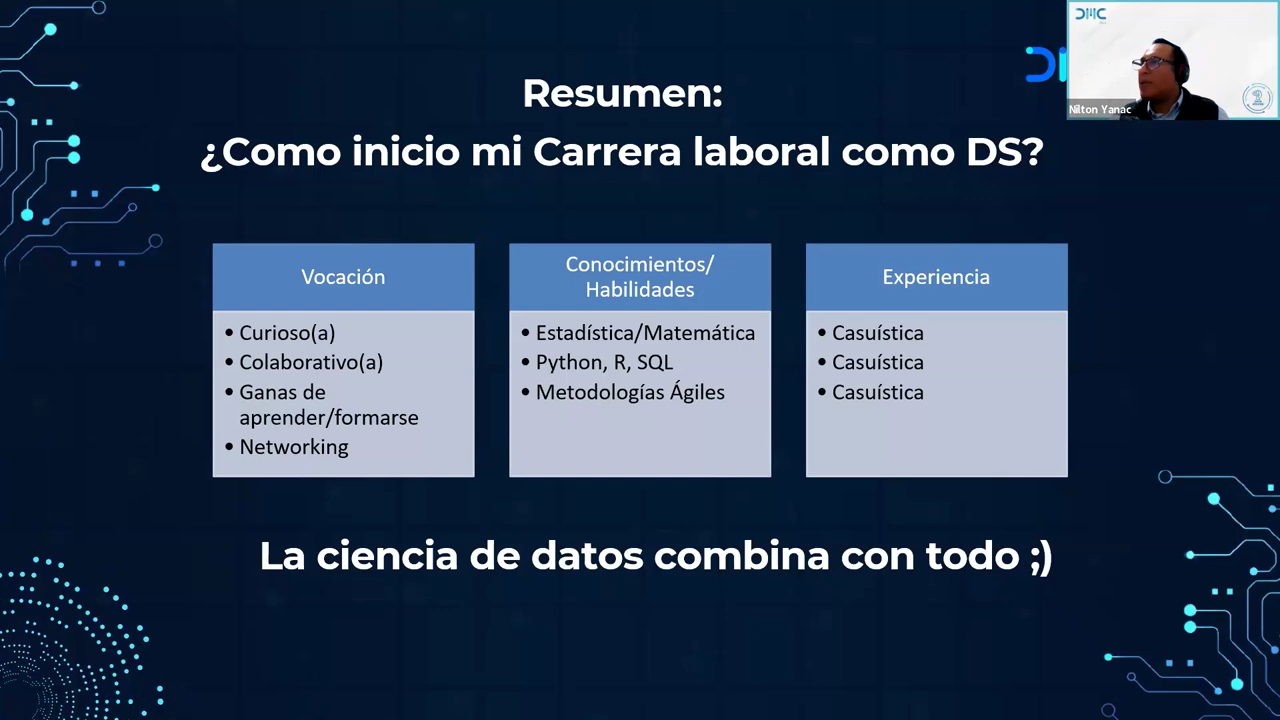 DMC
Nilton Yanac
Resumen:
¿Como inicio mi Carrera laboral como DS?
Vocación
• Curioso(a)
• Colaborativo(a)
• Ganas de
aprender/formarse
• Networking
Conocimientos/
Habilidades
• Estadística/Matemática
• Python, R, SQL
• Metodologías Ágiles
Experiencia
• Casuística
• Casuística
• Casuística
La ciencia de datos combina con todo ;)